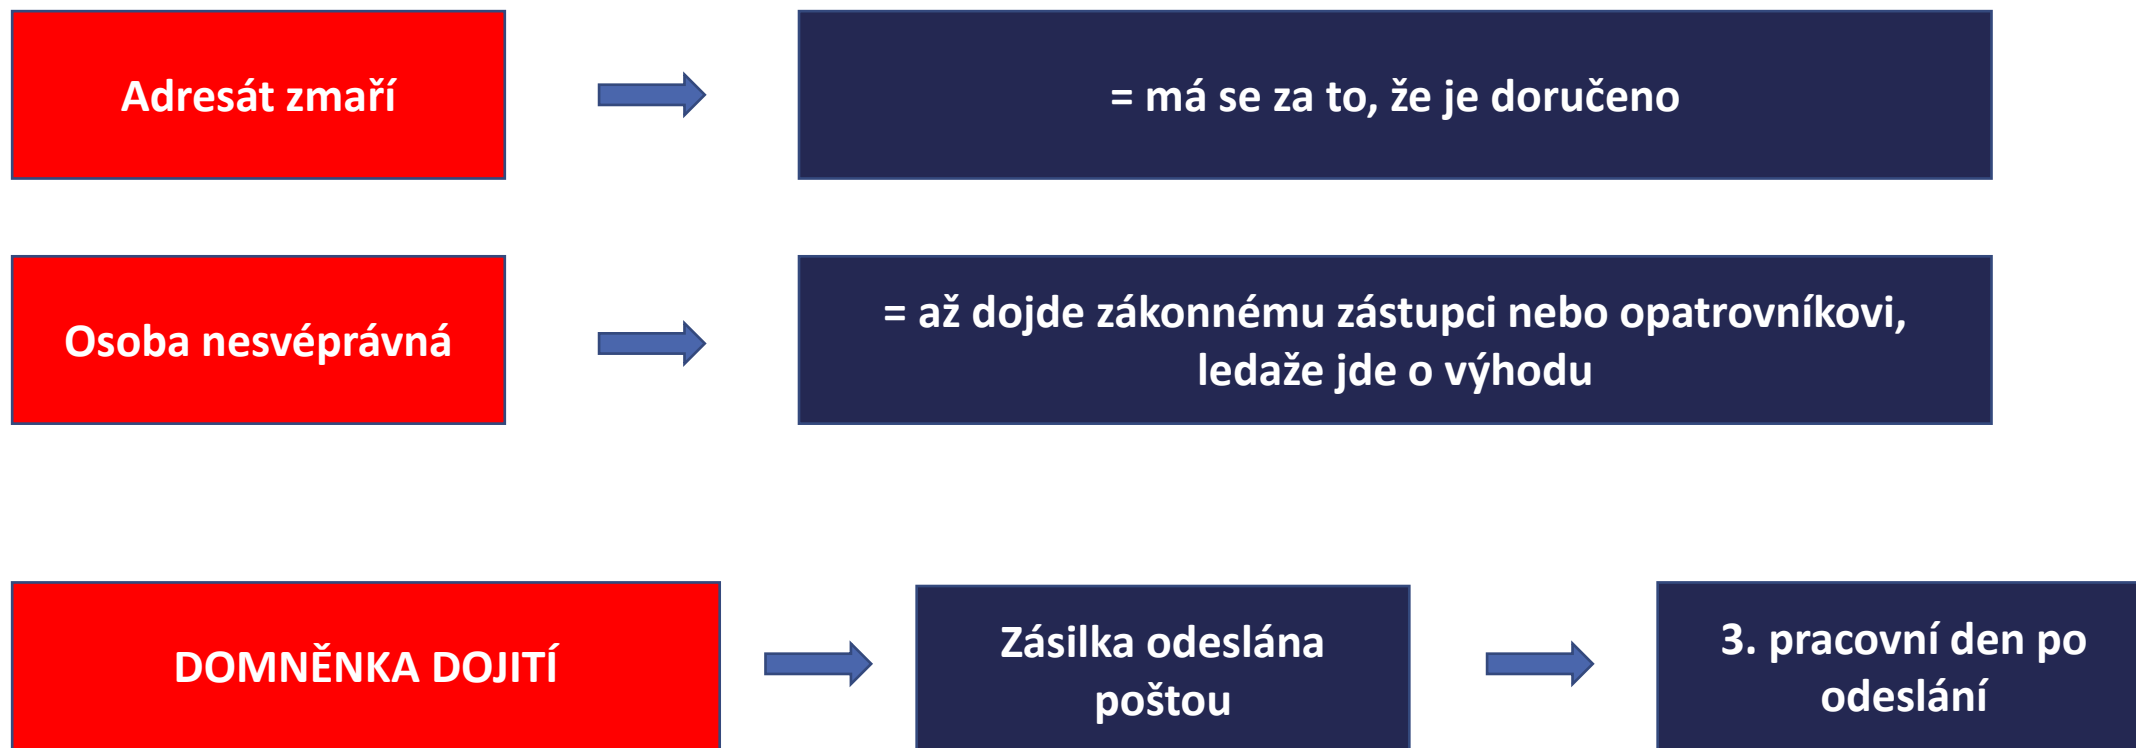 Adresát zmaří
= má se za to, že je doručeno
Osoba nesvéprávná
= až dojde zákonnému zástupci nebo opatrovníkovi,
ledaže jde o výhodu
DOMNĚNKA DOJITÍ
Zásilka odeslána
poštou
3. pracovní den po
odeslání